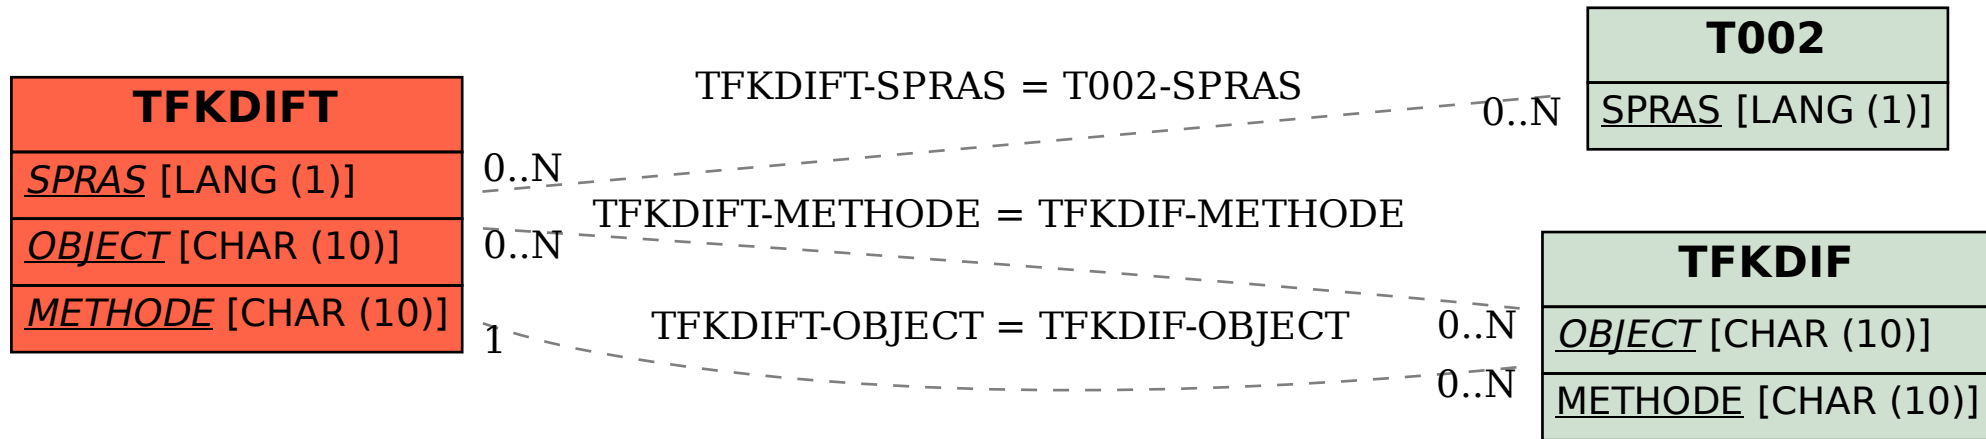 TFKDIFT
SPRAS [LANG (1)]
OBJECT [CHAR (10)]
METHODE [CHAR (10)]
TFKDIFT-SPRAS = T002-SPRAS
0..N
0..N
TFKDIFT-METHODE = TFKDIF-METHODE
0..N
0..N
TFKDIFT-OBJECT = TFKDIF-OBJECT
1
0..N
T002
SPRAS [LANG (1)]
TFKDIF
OBJECT [CHAR (10)]
METHODE [CHAR (10)]